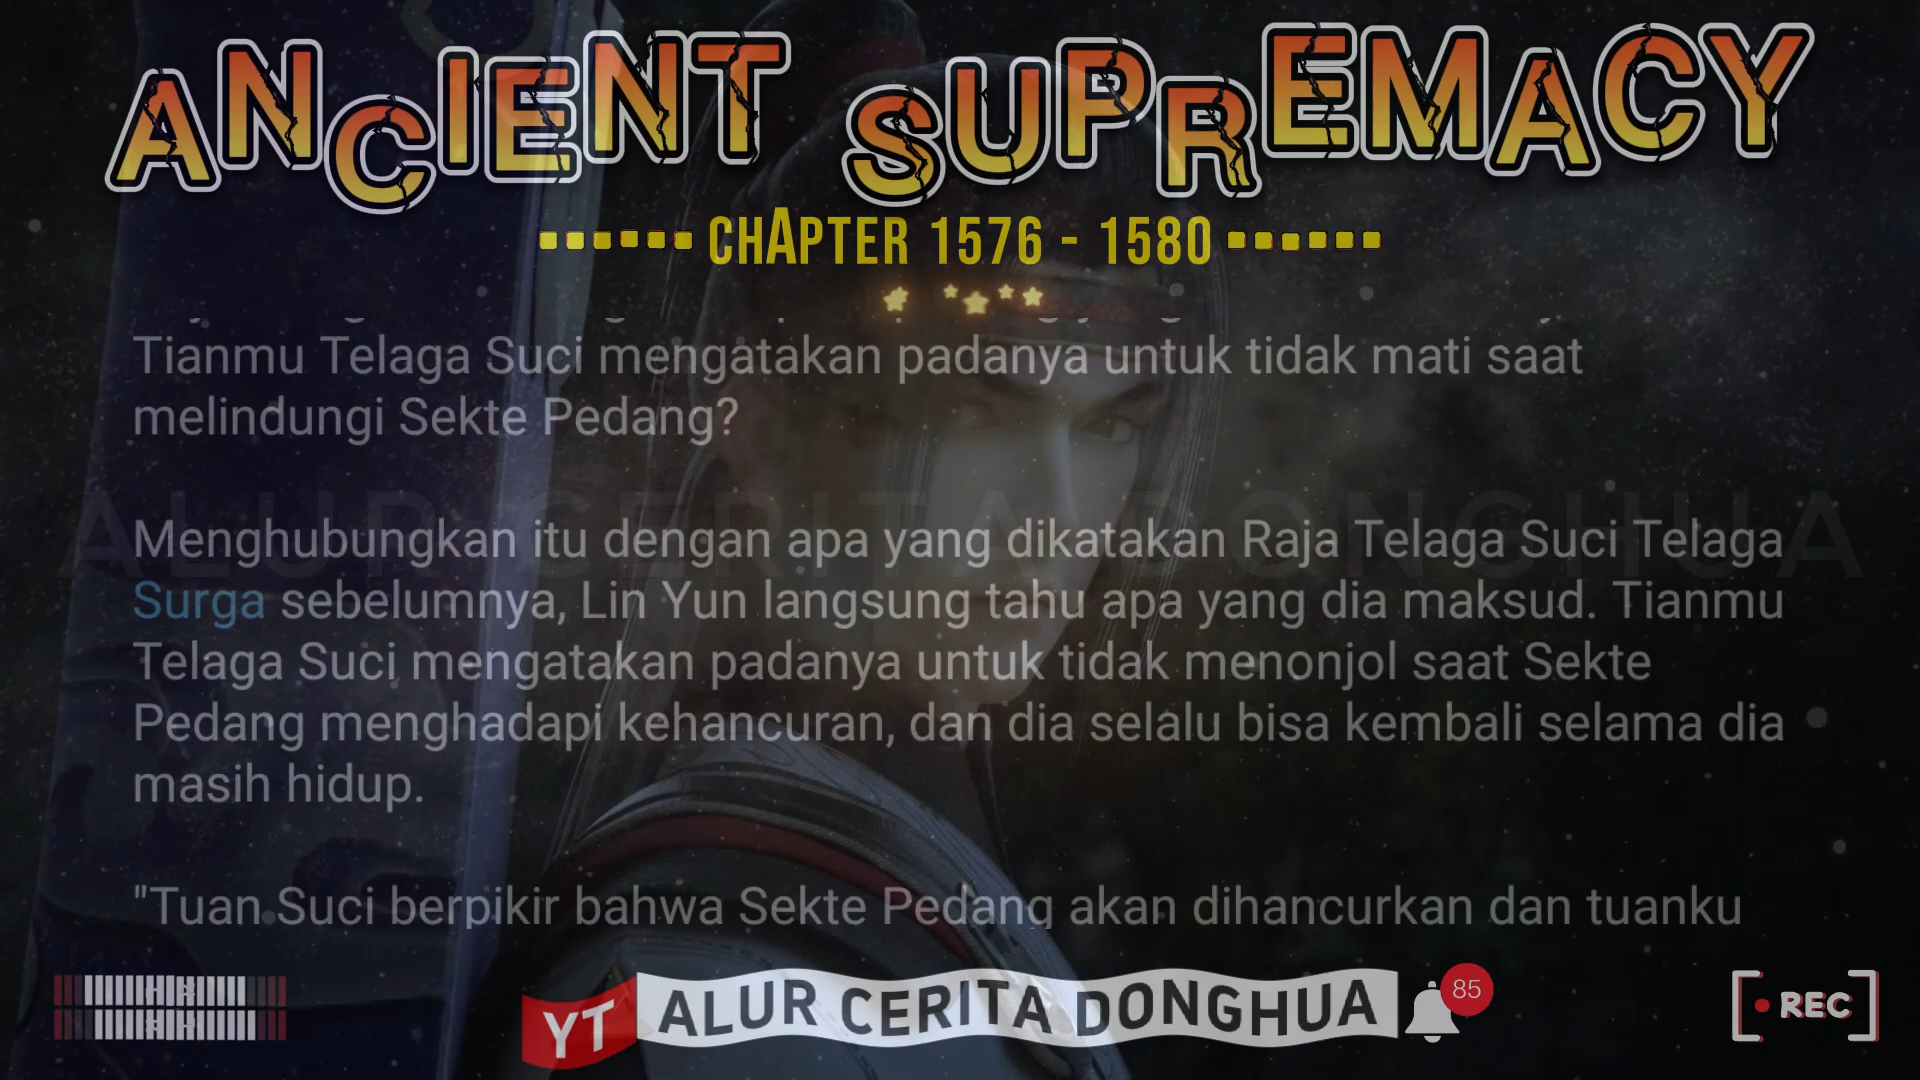 ANCIENT SUPREMACY
CHAPTER 1576 - 1580
Tianmu Telaga Suci mengatakan padanya untuk tidak mati saat
melindungi Sekte Pedang?
ALUR CERITA DONGHUA
Menghubungkan itu dengan apa yang dikatakan Raja Telaga Suci Telaga
Surga sebelumnya, Lin Yun langsung tahu apa yang dia maksud. Tianmu
Telaga Suci mengatakan padanya untuk tidak menonjol saat Sekte
Pedang menghadapi kehancuran, dan dia selalu bisa kembali selama dia
masih hidup.
"Tuan Suci berpikir bahwa Sekte Pedang akan dihancurkan dan tuanku
YT ALUR CERITA DONGHUA 85
REC